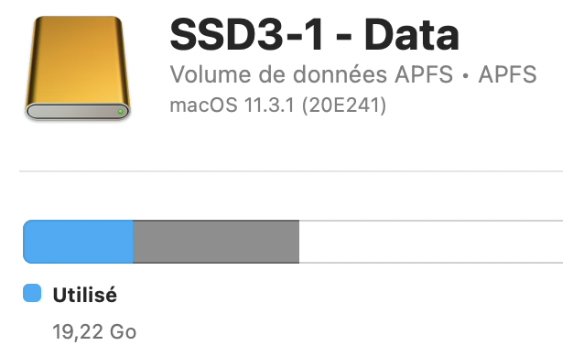 SSD3-1 - Data
Volume de données APFS • APFS
macOS 11.3.1 (20E241)
Utilisé
19,22 Go